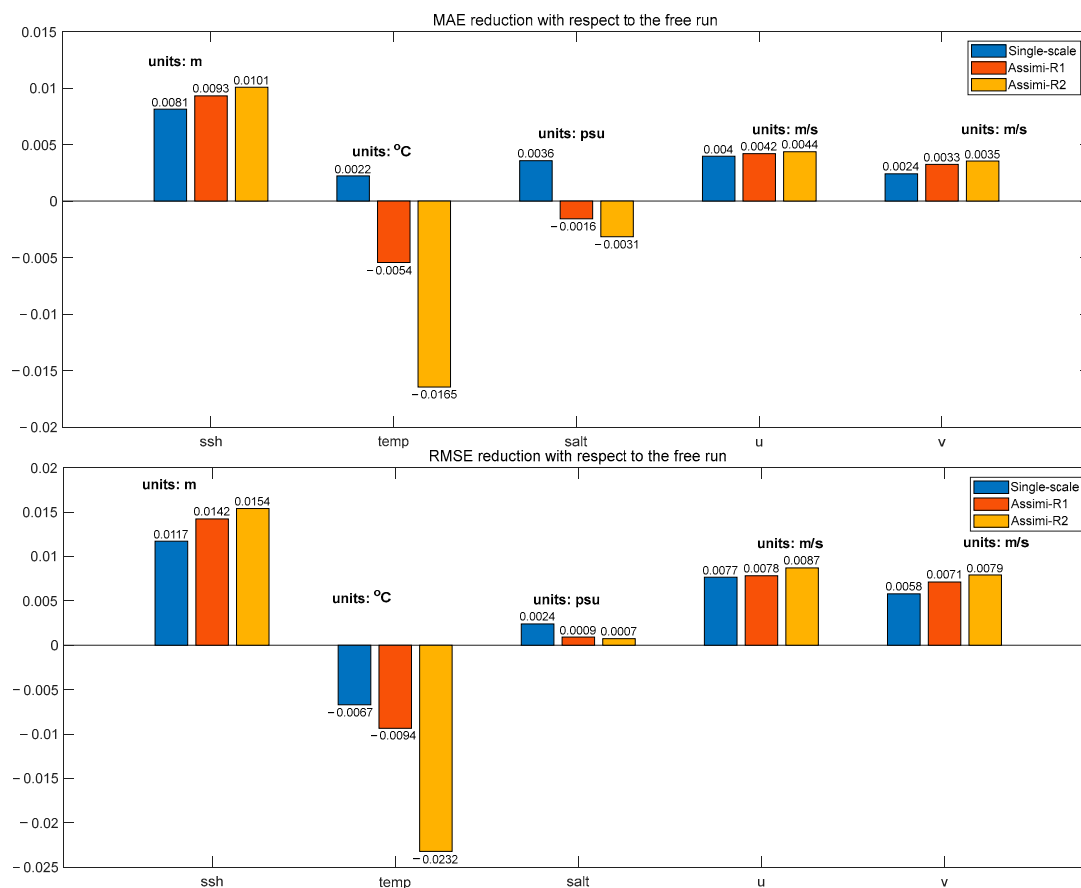 MAE reduction with respect to the free run
0.015
0.01
0.005
0
−0.005
−0.01
−0.015
−0.02
units: m
units: °C
units: psu
units: m/s
units: m/s
Single-scale
Assimi-R1
Assimi-R2
0.0081
0.0093
0.0101
0.0022
−0.0054
−0.0165
0.0036
−0.0016
−0.0031
0.004
0.0042
0.0044
0.0024
0.0033
0.0035
ssh
temp
salt
u
v
RMSE reduction with respect to the free run
0.02
0.015
0.01
0.005
0
−0.005
−0.01
−0.015
−0.02
−0.025
units: m
units: °C
units: psu
units: m/s
units: m/s
Single-scale
Assimi-R1
Assimi-R2
0.0117
0.0142
0.0154
−0.0067
−0.0094
−0.0232
0.0024
0.0009
0.0007
0.0077
0.0078
0.0087
0.0058
0.0071
0.0079
ssh
temp
salt
u
v